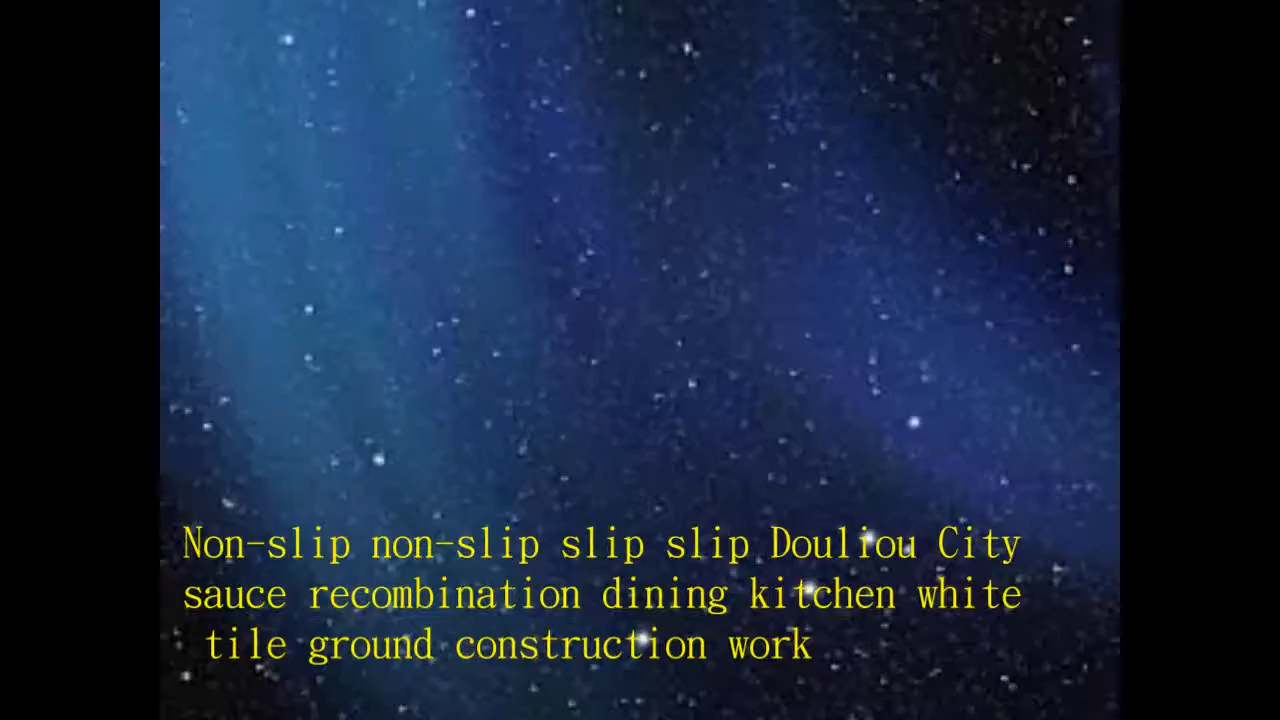 Non-slip non-slip slip slip Douliou City
sauce recombination dining kitchen white
tile ground construction work